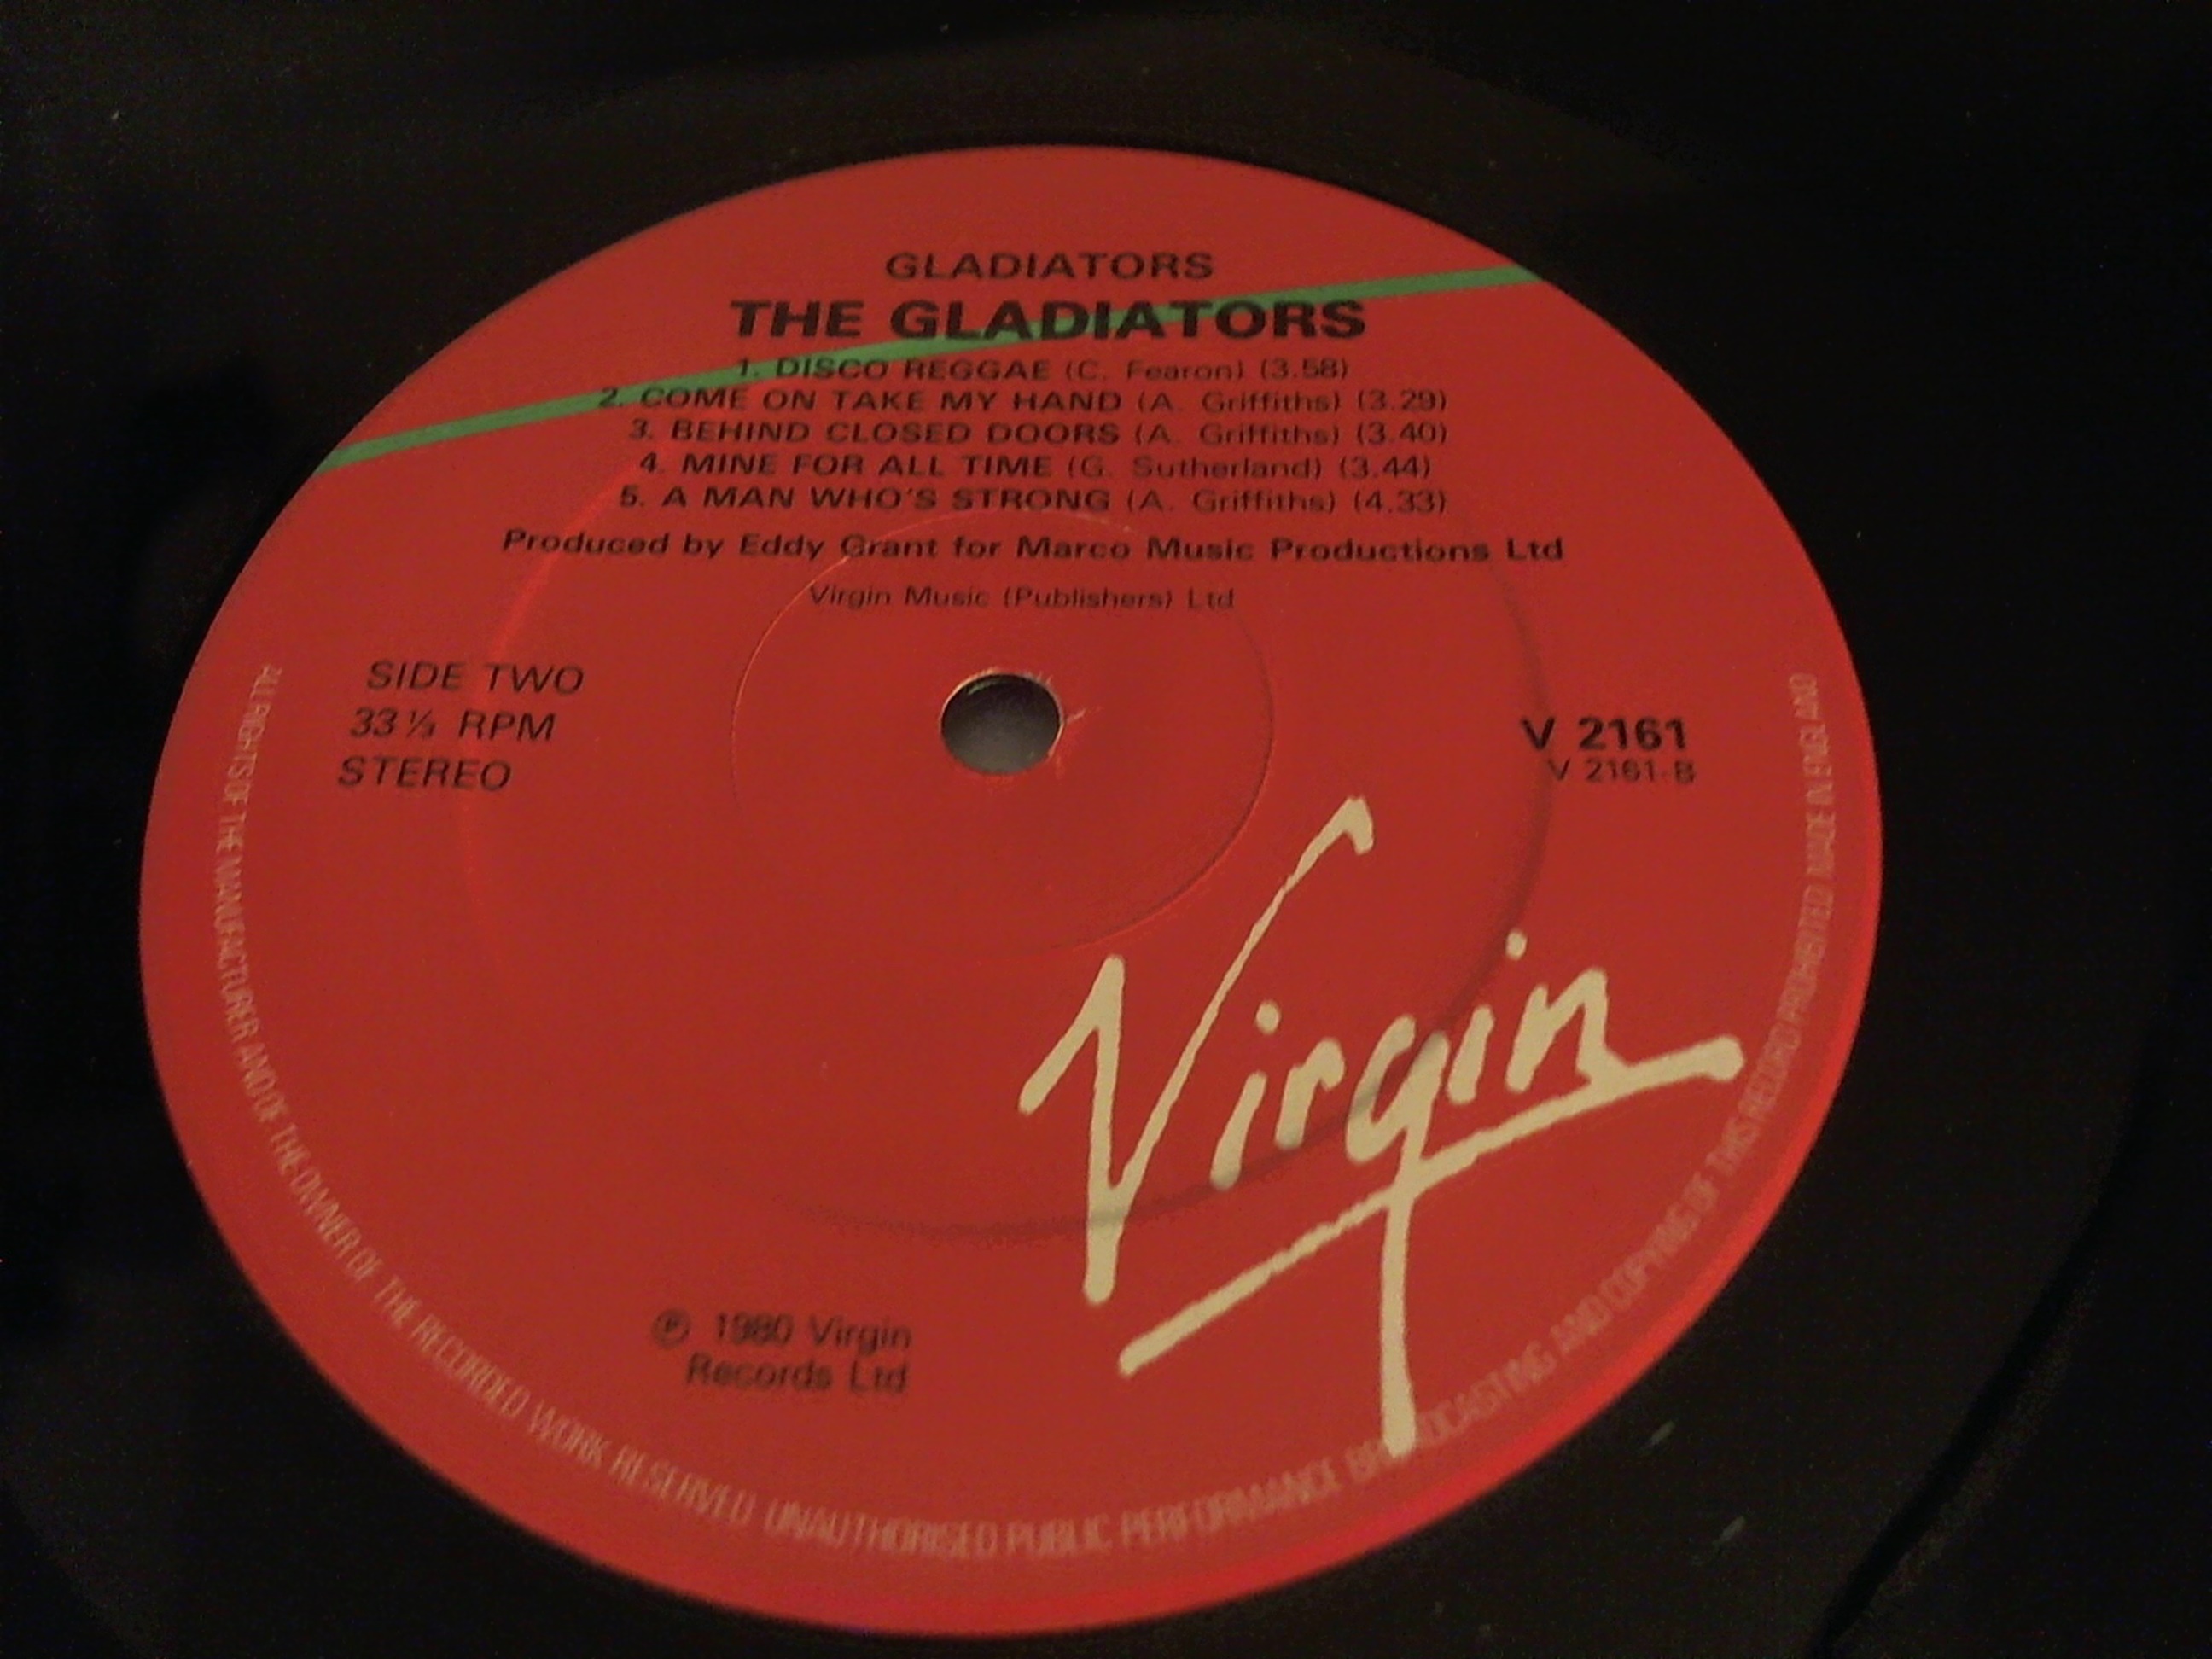 GLADIATORS
THE GLADIATORS
1. DISCO REGGAE (C. Fearon) (3.58)
2. COME ON TAKE MY HAND (A. Griffiths) (3.29)
3. BEHIND CLOSED DOORS (A. Griffiths) (3.40)
4. MINE FOR ALL TIME (G. Sutherland) (3.44)
5. A MAN WHO'S STRONG (A. Griffiths) (4.33)
Produced by Eddy Grant for Marco Music Productions Ltd
Virgin Music (Publishers) Ltd
SIDE TWO
33⅓ RPM
STEREO
V 2161
V 2161-B
Virgin
℗ 1980 Virgin
Records Ltd
ALL RIGHTS OF THE MANUFACTURER AND OF THE OWNER OF THE RECORDED WORK RESERVED UNAUTHORISED PUBLIC PERFORMANCE BROADCASTING AND COPYING OF THIS RECORD PROHIBITED MADE IN ENGLAND